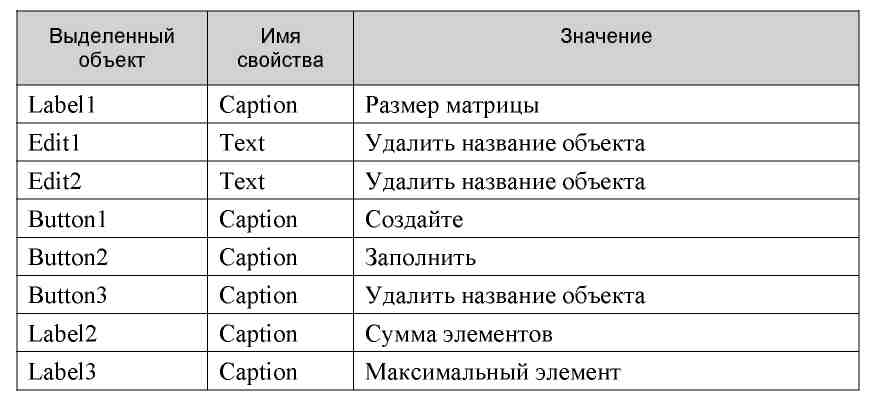 Выделенный объект Имя свойства Значение
Label1 Caption Размер матрицы
Edit1 Text Удалить название объекта
Edit2 Text Удалить название объекта
Button1 Caption Создайте
Button2 Caption Заполнить
Button3 Caption Удалить название объекта
Label2 Caption Сумма элементов
Label3 Caption Максимальный элемент